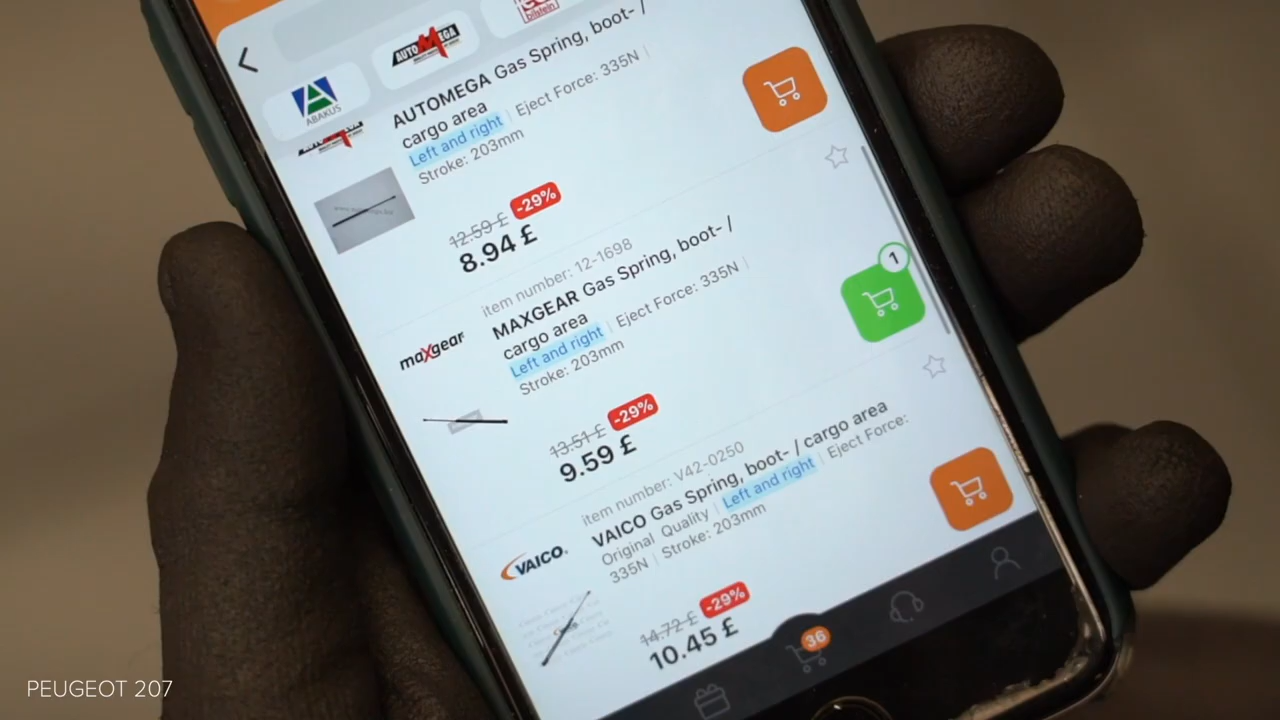 bilstein
AUTOMEGA
ABAKUS
AUTOMEGA Gas Spring, boot- /
cargo area
Left and right | Eject Force: 335N |
Stroke: 203mm
12.59 £ -29%
8.94 £
item number: 12-1698
maxgear
MAXGEAR Gas Spring, boot- /
cargo area
Left and right | Eject Force: 335N |
Stroke: 203mm
1
13.51 £ -29%
9.59 £
item number: V42-0250
VAICO
VAICO Gas Spring, boot- / cargo area
Original Quality | Left and right | Eject Force:
335N | Stroke: 203mm
14.72 £ -29%
10.45 £
36
PEUGEOT 207